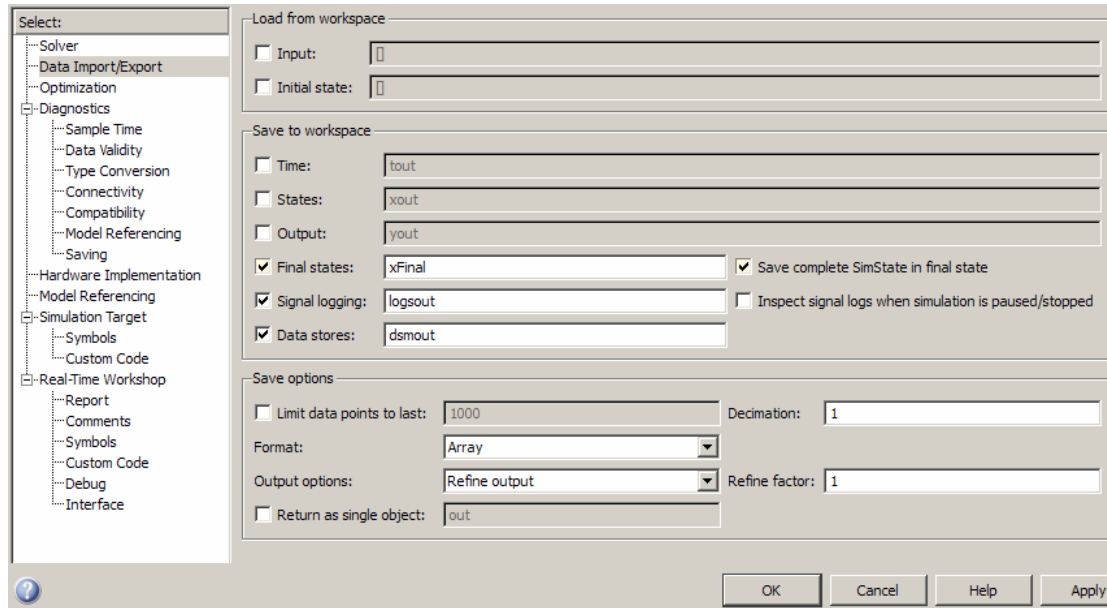 Select:
Solver
Data Import/Export
Optimization
Diagnostics
Sample Time
Data Validity
Type Conversion
Connectivity
Compatibility
Model Referencing
Saving
Hardware Implementation
Model Referencing
Simulation Target
Symbols
Custom Code
Real-Time Workshop
Report
Comments
Symbols
Custom Code
Debug
Interface
Load from workspace
Input: []
Initial state: []
Save to workspace
Time: tout
States: xout
Output: yout
Final states: xFinal Save complete SimState in final state
Signal logging: logsout Inspect signal logs when simulation is paused/stopped
Data stores: dsmout
Save options
Limit data points to last: 1000 Decimation: 1
Format: Array
Output options: Refine output Refine factor: 1
Return as single object: out
? OK Cancel Help Apply